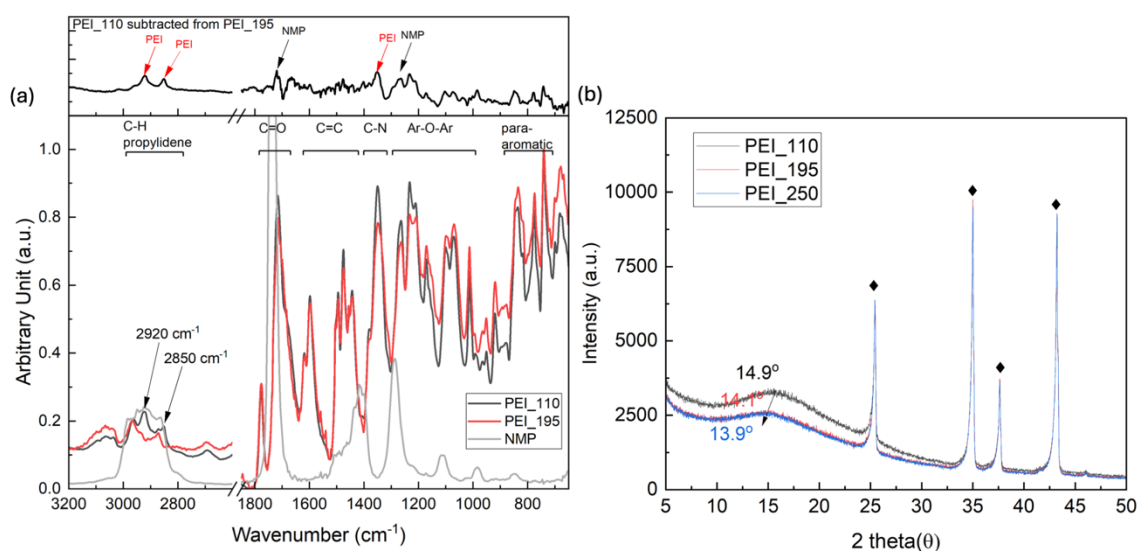 PEI_110 subtracted from PEI_195
PEI
PEI
NMP
PEI
NMP
(a)
C-H
propylidene
C=O
C=C
C-N
Ar-O-Ar
para-
aromatic
1.0
0.8
0.6
0.4
0.2
0.0
Arbitrary Unit (a.u.)
2920 cm⁻¹
2850 cm⁻¹
PEI_110
PEI_195
NMP
3200 3000 2800 1800 1600 1400 1200 1000 800
Wavenumber (cm⁻¹)
(b)
12500
10000
7500
5000
2500
0
Intensity (a.u.)
PEI_110
PEI_195
PEI_250
14.9°
14.1°
13.9°
5 10 15 20 25 30 35 40 45 50
2 theta(θ)